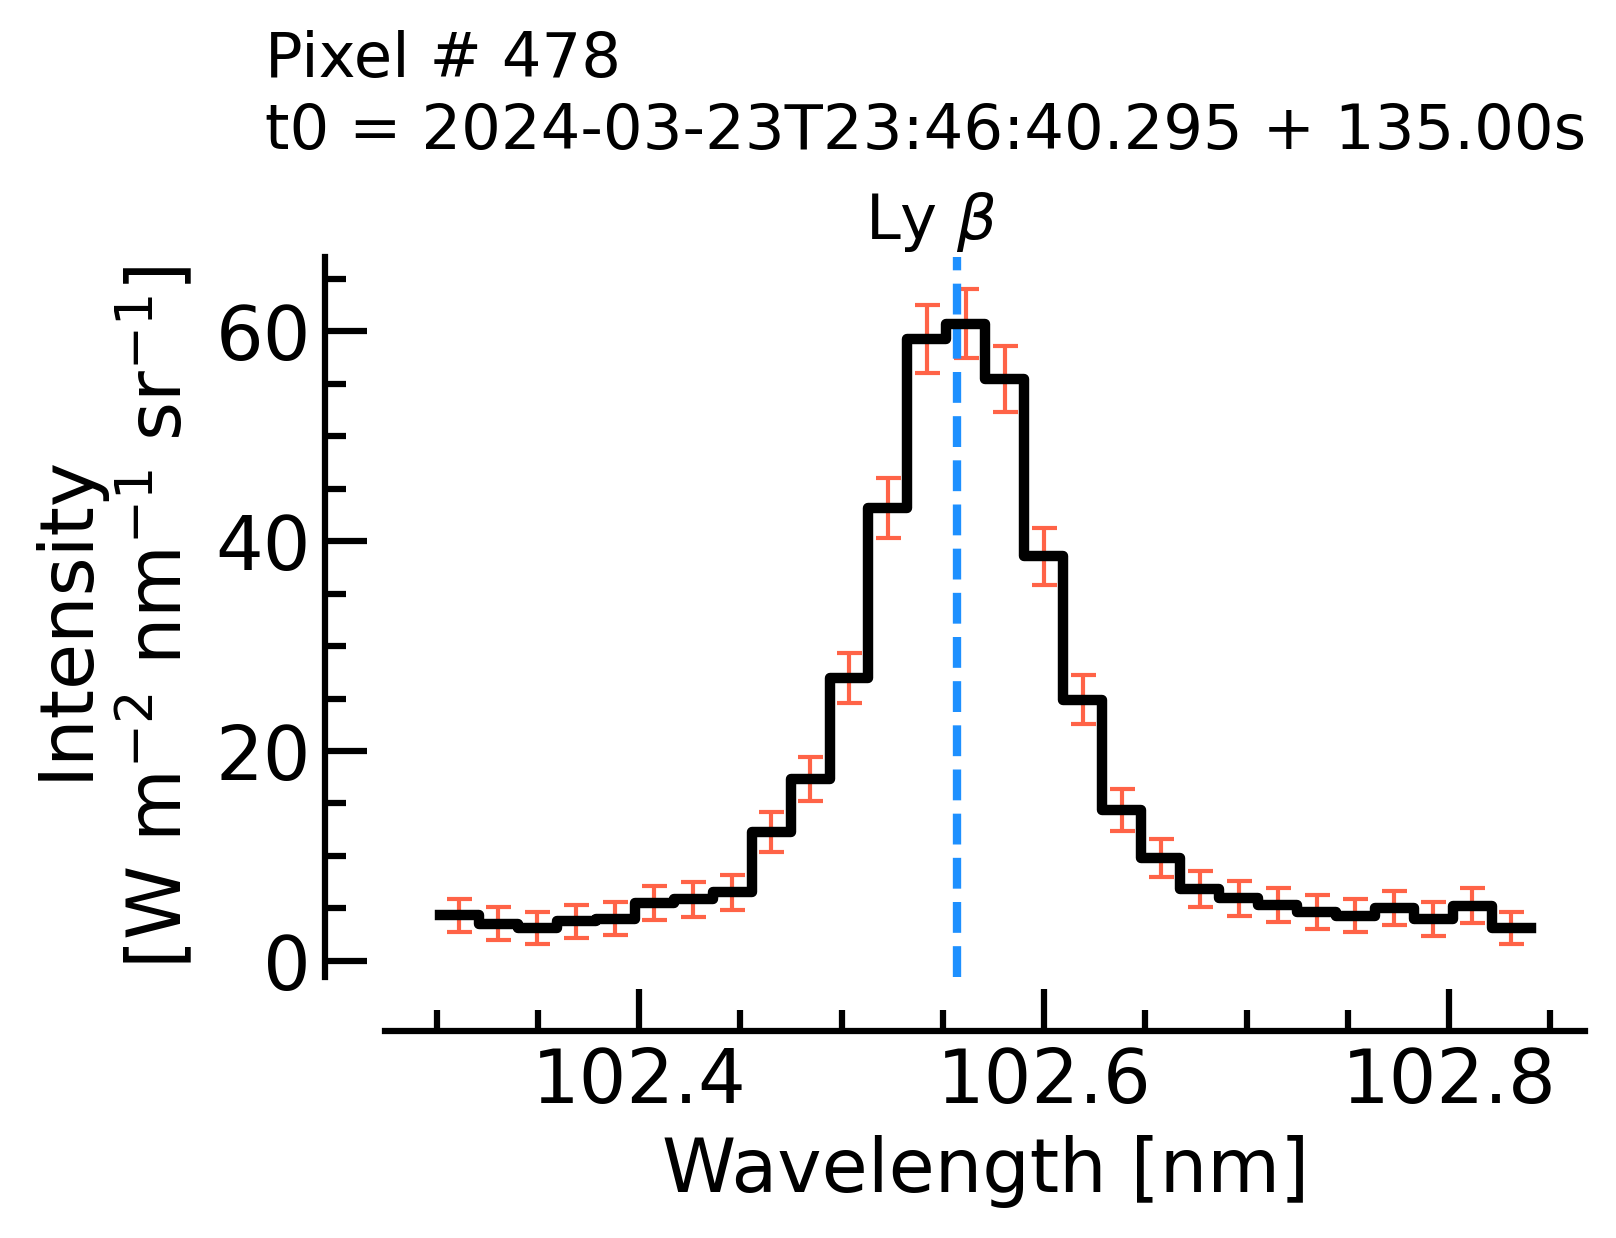 Pixel # 478
t0 = 2024-03-23T23:46:40.295 + 135.00s
Ly β
Intensity
[W m⁻² nm⁻¹ sr⁻¹]
60
40
20
0
102.4 102.6 102.8
Wavelength [nm]